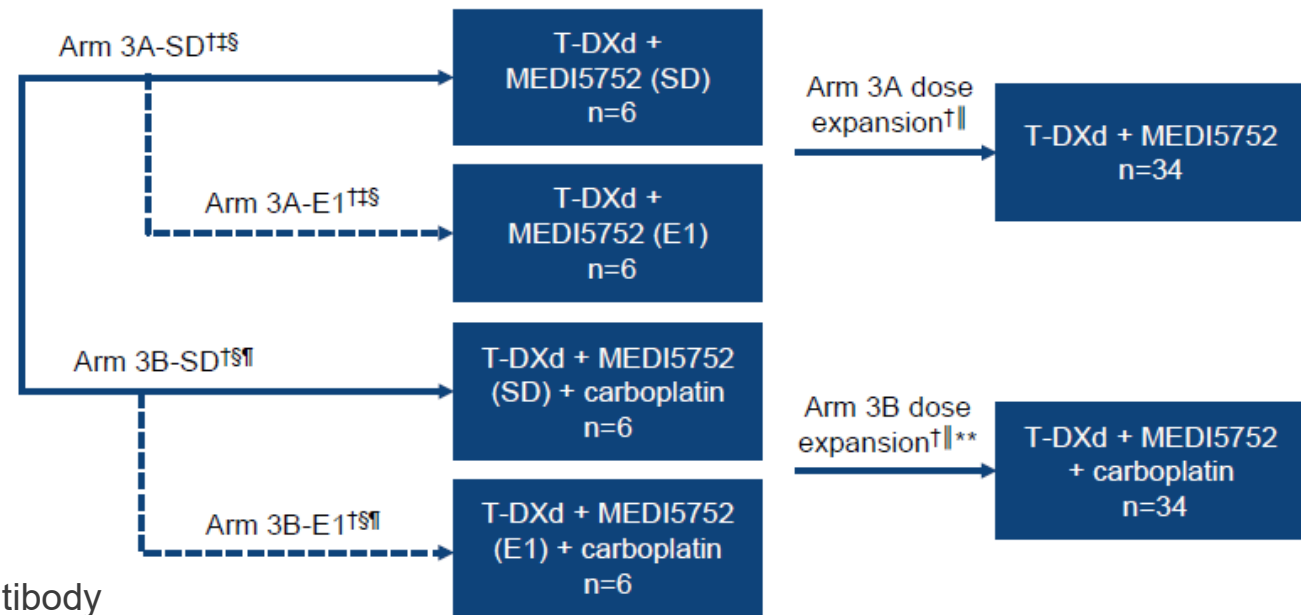 Arm 3A-SD†‡§
T-DXd +
MEDI5752 (SD)
n=6
Arm 3A-E1†‡§
T-DXd +
MEDI5752 (E1)
n=6
Arm 3A dose
expansion†‖
T-DXd + MEDI5752
n=34
Arm 3B-SD†§¶
T-DXd + MEDI5752
(SD) + carboplatin
n=6
Arm 3B-E1†§¶
T-DXd + MEDI5752
(E1) + carboplatin
n=6
Arm 3B dose
expansion†‖**
T-DXd + MEDI5752
+ carboplatin
n=34
tibody